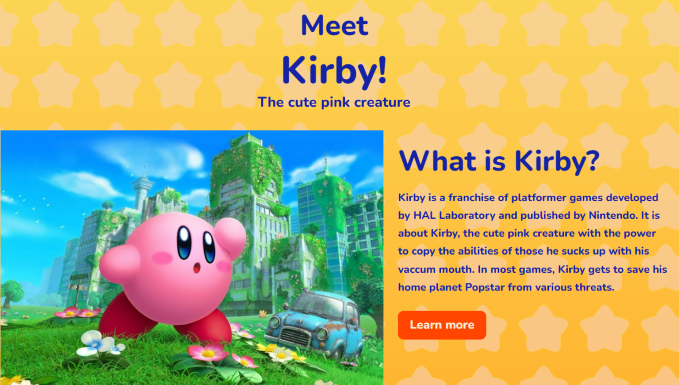 Meet
Kirby!
The cute pink creature
What is Kirby?
Kirby is a franchise of platformer games developed
by HAL Laboratory and published by Nintendo. It is
about Kirby, the cute pink creature with the power
to copy the abilities of those he sucks up with his
vaccum mouth. In most games, Kirby gets to save his
home planet Popstar from various threats.
Learn more